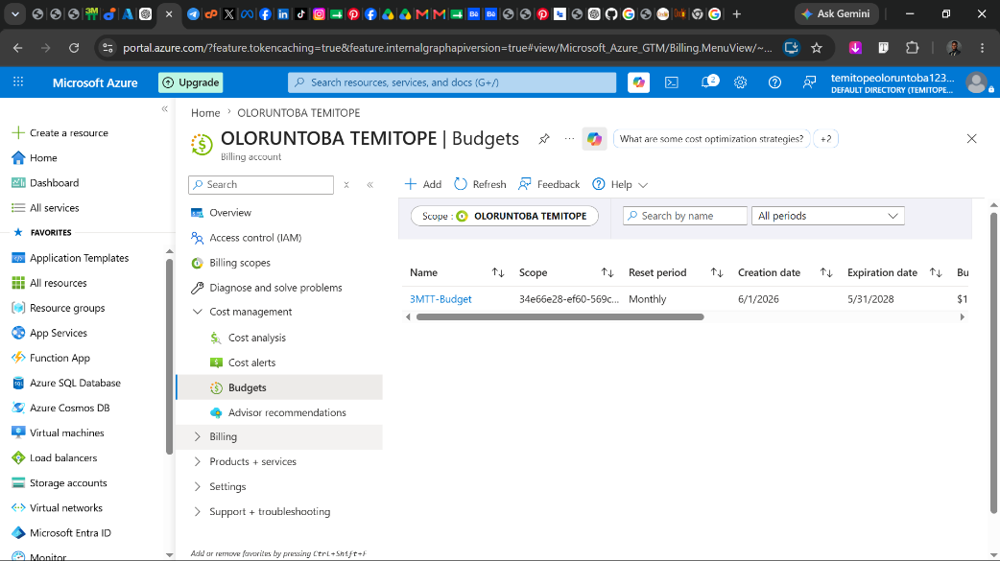 Ask Gemini
portal.azure.com/?feature.tokencaching=true&feature.internalgraphapiversion=true#view/Microsoft_Azure_GTM/Billing.MenuView/~...
Microsoft Azure
Upgrade
Search resources, services, and docs (G+/)
2
temitopeoloruntoba123...
DEFAULT DIRECTORY (TEMITOPE...
Create a resource
Home
Dashboard
All services
FAVORITES
Application Templates
All resources
Resource groups
App Services
Function App
Azure SQL Database
Azure Cosmos DB
Virtual machines
Load balancers
Storage accounts
Virtual networks
Microsoft Entra ID
Monitor
Home > OLORUNTOBA TEMITOPE
OLORUNTOBA TEMITOPE | Budgets
Billing account
What are some cost optimization strategies?
+2
Search
Overview
Access control (IAM)
Billing scopes
Diagnose and solve problems
Cost management
Cost analysis
Cost alerts
Budgets
Advisor recommendations
Billing
Products + services
Settings
Support + troubleshooting
Add or remove favorites by pressing Ctrl+Shift+F
Add Refresh Feedback Help
Scope : OLORUNTOBA TEMITOPE
Search by name
All periods
Name Scope Reset period Creation date Expiration date Bu
3MTT-Budget 34e66e28-ef60-569c... Monthly 6/1/2026 5/31/2028 $1